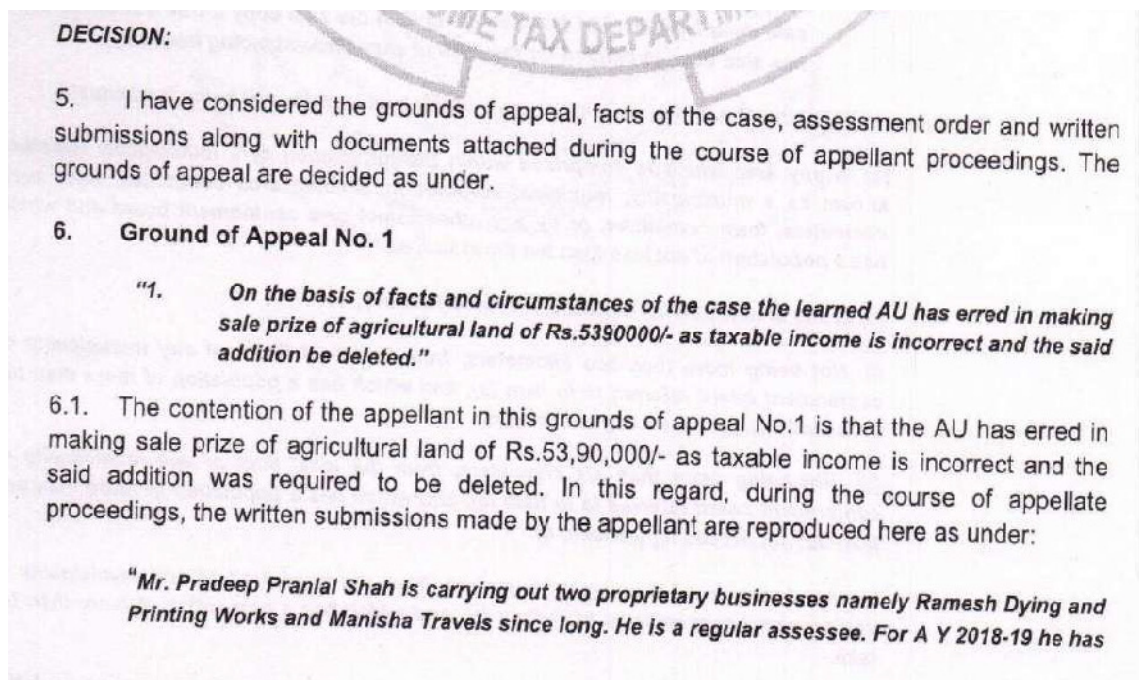 OME TAX DEPARTM
DECISION:
5. I have considered the grounds of appeal, facts of the case, assessment order and written
submissions along with documents attached during the course of appellant proceedings. The
grounds of appeal are decided as under.
6. Ground of Appeal No. 1
"1. On the basis of facts and circumstances of the case the learned AU has erred in making
sale prize of agricultural land of Rs.5390000/- as taxable income is incorrect and the said
addition be deleted."
6.1. The contention of the appellant in this grounds of appeal No.1 is that the AU has erred in
making sale prize of agricultural land of Rs.53,90,000/- as taxable income is incorrect and the
said addition was required to be deleted. In this regard, during the course of appellate
proceedings, the written submissions made by the appellant are reproduced here as under:
"Mr. Pradeep Pranlal Shah is carrying out two proprietary businesses namely Ramesh Dying and
Printing Works and Manisha Travels since long. He is a regular assessee. For A Y 2018-19 he has